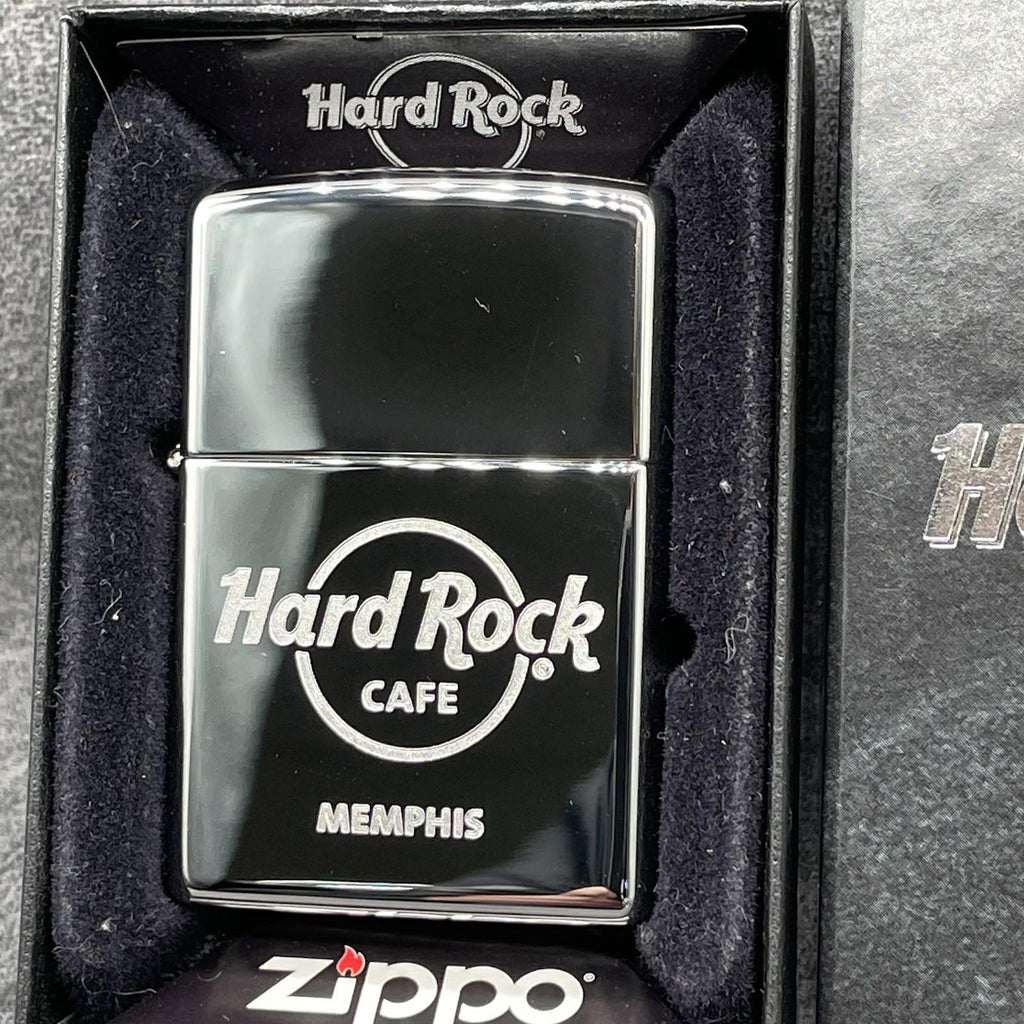 Hard Rock
Hard Rock ®
CAFE
MEMPHIS
zippo